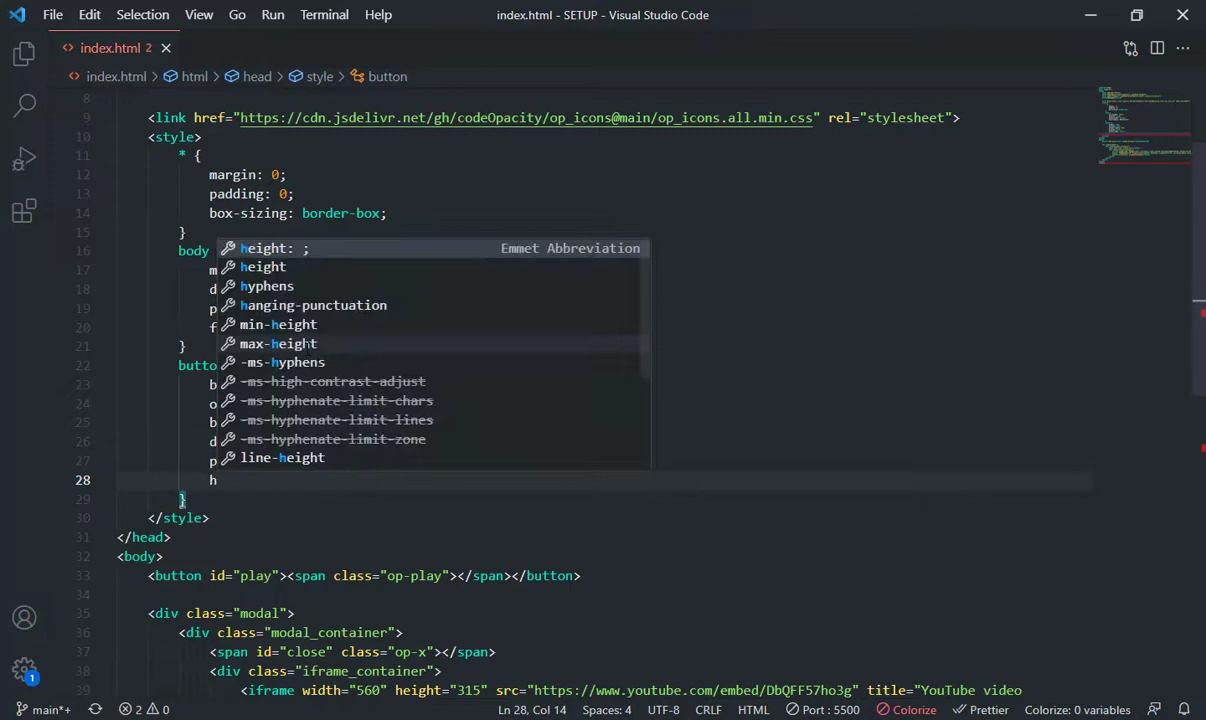 File Edit Selection View Go Run Terminal Help index.html - SETUP - Visual Studio Code
index.html 2
index.html > html > head > style > button
8
9 <link href="https://cdn.jsdelivr.net/gh/codeOpacity/op_icons@main/op_icons.all.min.css" rel="stylesheet">
10 <style>
11 * {
12 margin: 0;
13 padding: 0;
14 box-sizing: border-box;
15 }
height: ; Emmet Abbreviation
16 body
height
17 m
hyphens
18 d
hanging-punctuation
19 p
min-height
20 f
max-height
21 }
-ms-hyphens
22 butto
-ms-high-contrast-adjust
23 b
-ms-hyphenate-limit-chars
24 o
-ms-hyphenate-limit-lines
25 b
-ms-hyphenate-limit-zone
26 d
line-height
27 p
28 h
29 }
30 </style>
31 </head>
32 <body>
33 <button id="play"><span class="op-play"></span></button>
34
35 <div class="modal">
36 <div class="modal_container">
37 <span id="close" class="op-x"></span>
38 <div class="iframe_container">
39 <iframe width="560" height="315" src="https://www.youtube.com/embed/DbQFF57ho3g" title="YouTube video
1
main*+ 2 0 Ln 28, Col 14 Spaces: 4 UTF-8 CRLF HTML Port : 5500 Colorize Prettier Colorize: 0 variables